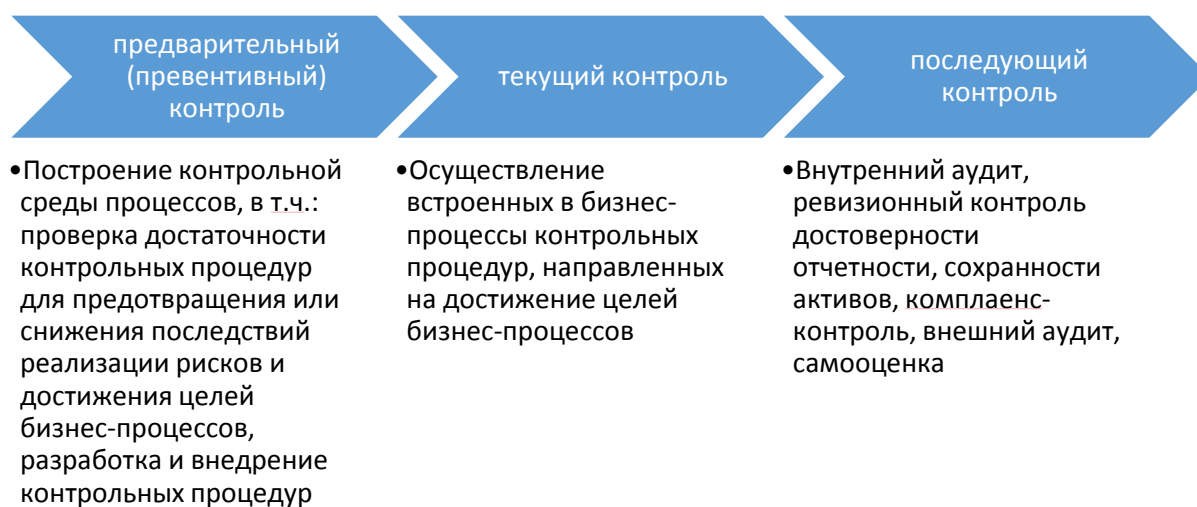 предварительный
(превентивный)
контроль
текущий контроль
последующий
контроль
•Построение контрольной
среды процессов, в т.ч.:
проверка достаточности
контрольных процедур
для предотвращения или
снижения последствий
реализации рисков и
достижения целей
бизнес-процессов,
разработка и внедрение
контрольных процедур
•Осуществление
встроенных в бизнес-
процессы контрольных
процедур, направленных
на достижение целей
бизнес-процессов
•Внутренний аудит,
ревизионный контроль
достоверности
отчетности, сохранности
активов, комплаенс-
контроль, внешний аудит,
самооценка